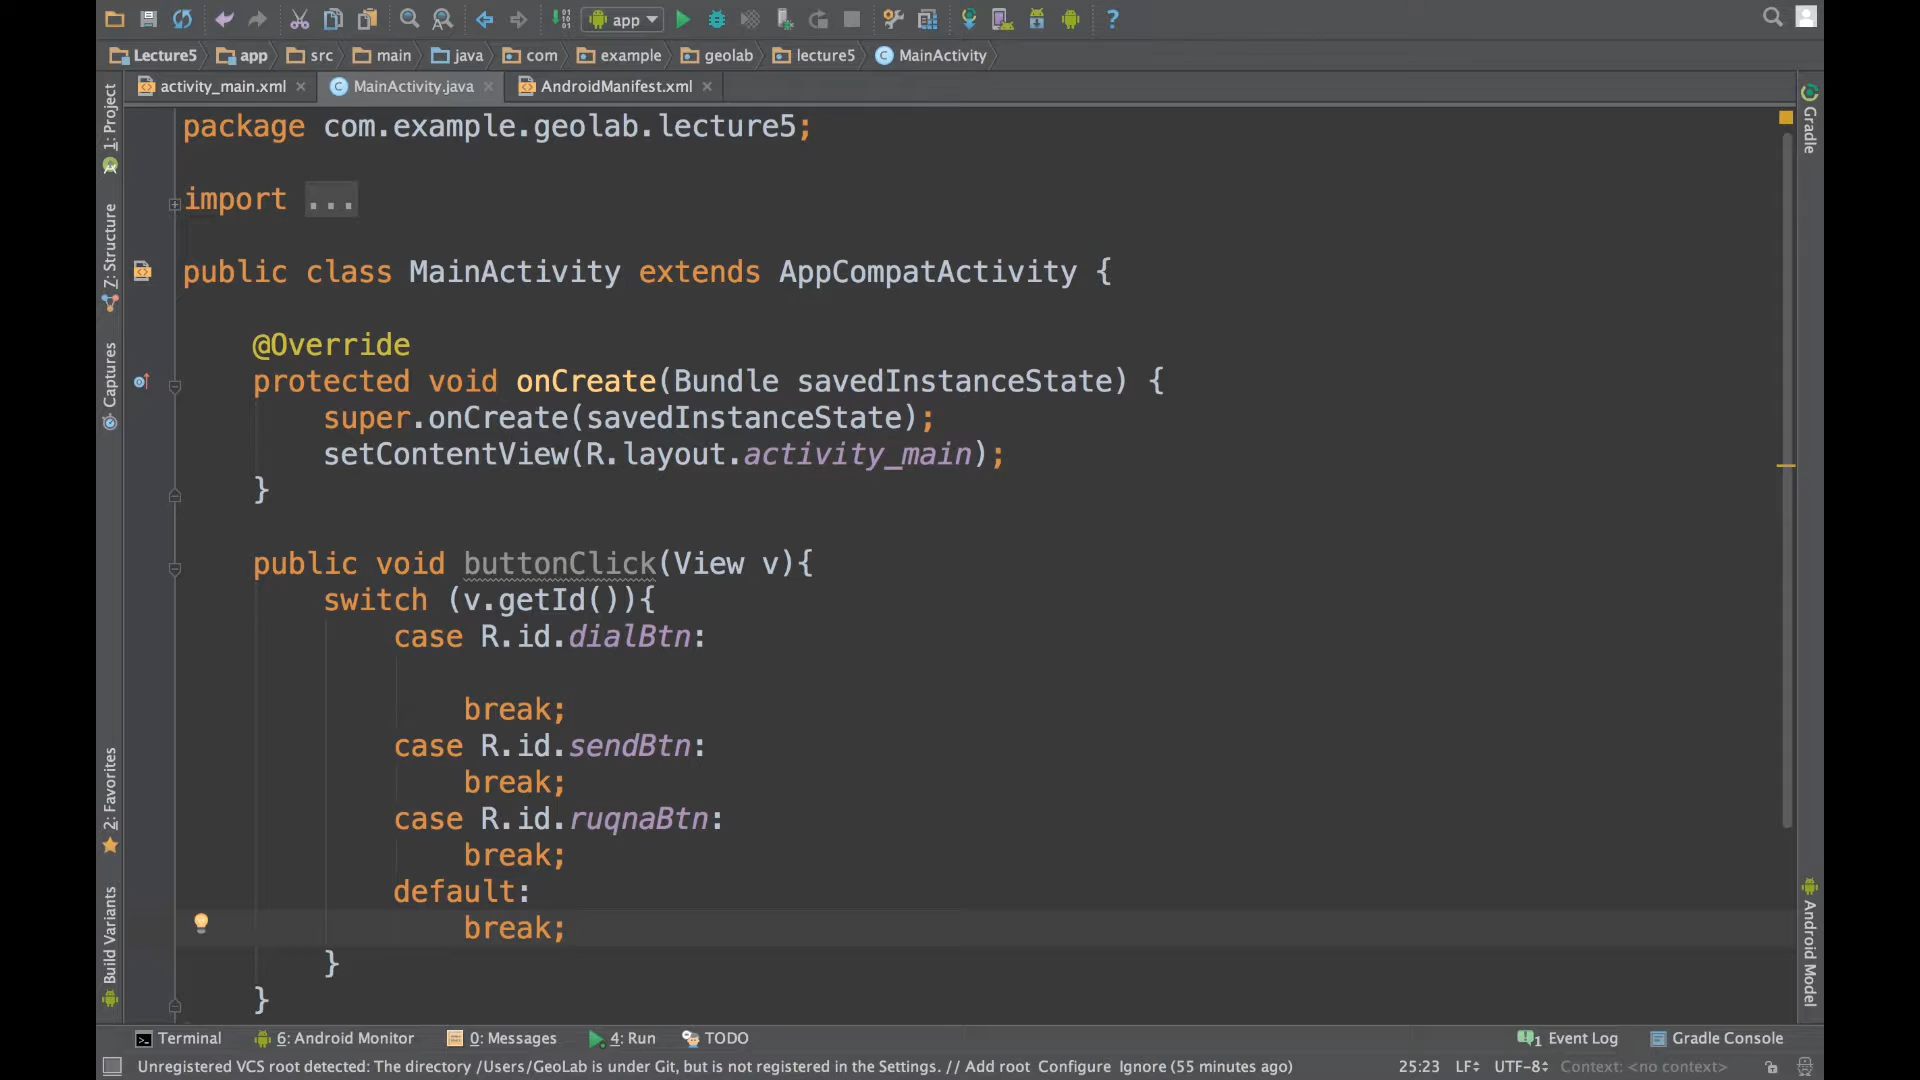 app
Lecture5 app src main java com example geolab lecture5 MainActivity
activity_main.xml MainActivity.java AndroidManifest.xml
1: Project
7: Structure
Captures
2: Favorites
Build Variants
package com.example.geolab.lecture5;
import ...
public class MainActivity extends AppCompatActivity {
@Override
protected void onCreate(Bundle savedInstanceState) {
super.onCreate(savedInstanceState);
setContentView(R.layout.activity_main);
}
public void buttonClick(View v){
switch (v.getId()){
case R.id.dialBtn:
break;
case R.id.sendBtn:
break;
case R.id.ruqnaBtn:
break;
default:
break;
}
}
Gradle
Android Model
Terminal 6: Android Monitor 0: Messages 4: Run TODO 1 Event Log Gradle Console
Unregistered VCS root detected: The directory /Users/GeoLab is under Git, but is not registered in the Settings. // Add root Configure Ignore (55 minutes ago) 25:23 LF UTF-8 Context: <no context>